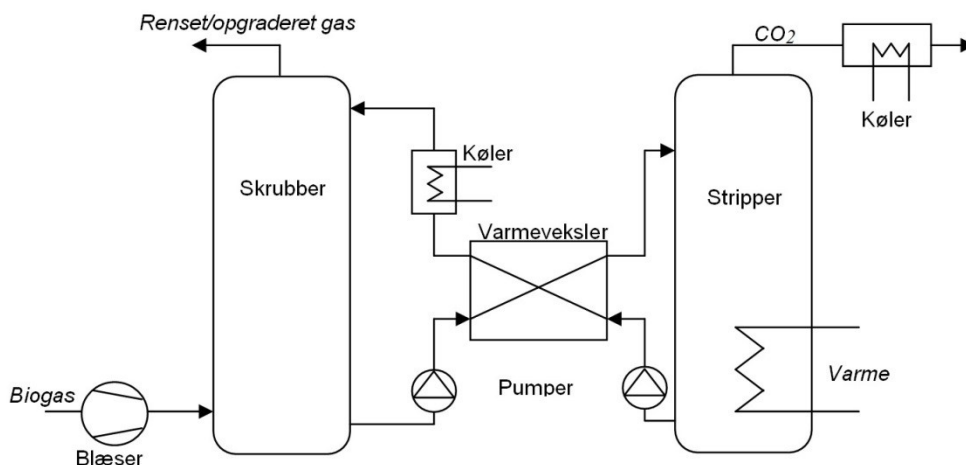 Renset/opgraderet gas
CO2
Køler
Køler
Skrubber
Stripper
Varmeveksler
Biogas
Pumper
Varme
Blæser